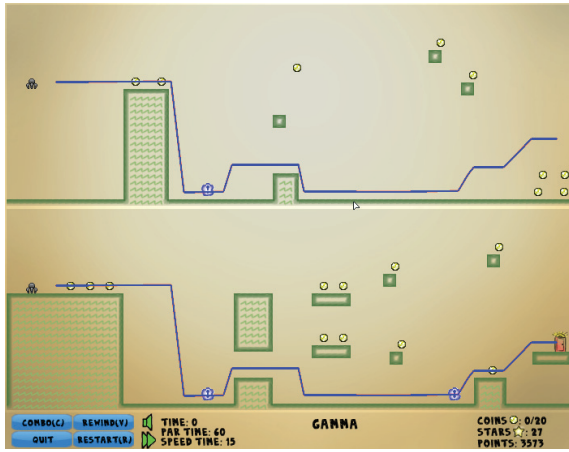 COMBO(C) REWIND(V)
QUIT RESTART(R)
TIME: 0
PAR TIME: 60
SPEED TIME: 15
GAMMA
COINS : 0/20
STARS : 27
POINTS: 3573